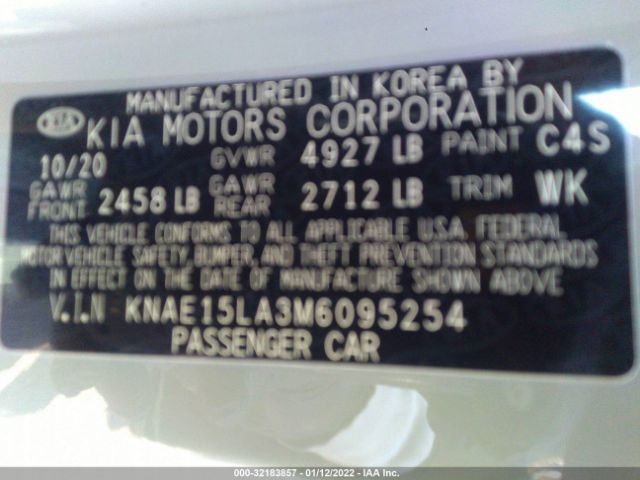 MANUFACTURED IN KOREA BY
KIA KIA MOTORS CORPORATION
10/20 GVWR 4927 LB PAINT C4S
GAWR FRONT 2458 LB GAWR REAR 2712 LB TRIM WK
THIS VEHICLE CONFORMS TO ALL APPLICABLE U.S.A. FEDERAL
MOTOR VEHICLE SAFETY, BUMPER, AND THEFT PREVENTION STANDARDS
IN EFFECT ON THE DATE OF MANUFACTURE SHOWN ABOVE
V.I.N KNAE15LA3M6095254
PASSENGER CAR
000-32183857 - 01/12/2022 - IAA Inc.